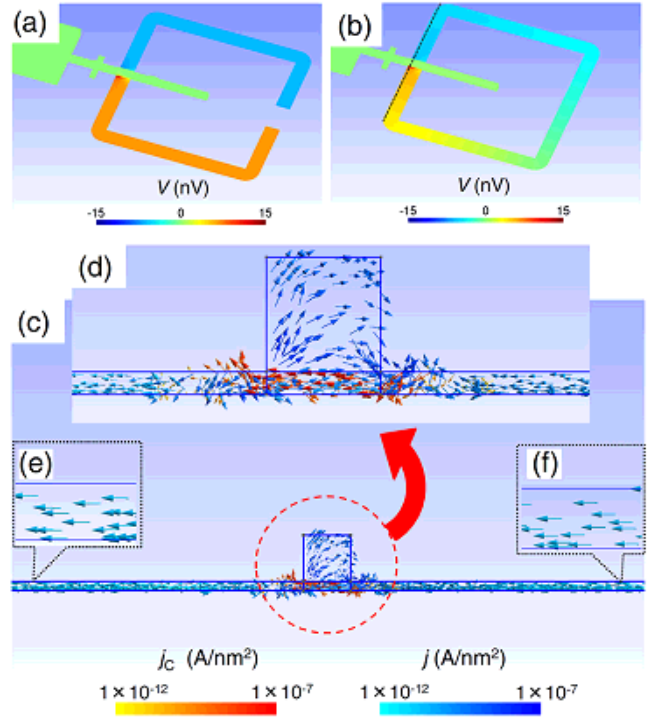 (a)
(b)
V (nV)
-15 0 15
V (nV)
-15 0 15
(d)
(c)
(e)
(f)
jC (A/nm²)
j (A/nm²)
1 × 10-12 1 × 10-7
1 × 10-12 1 × 10-7